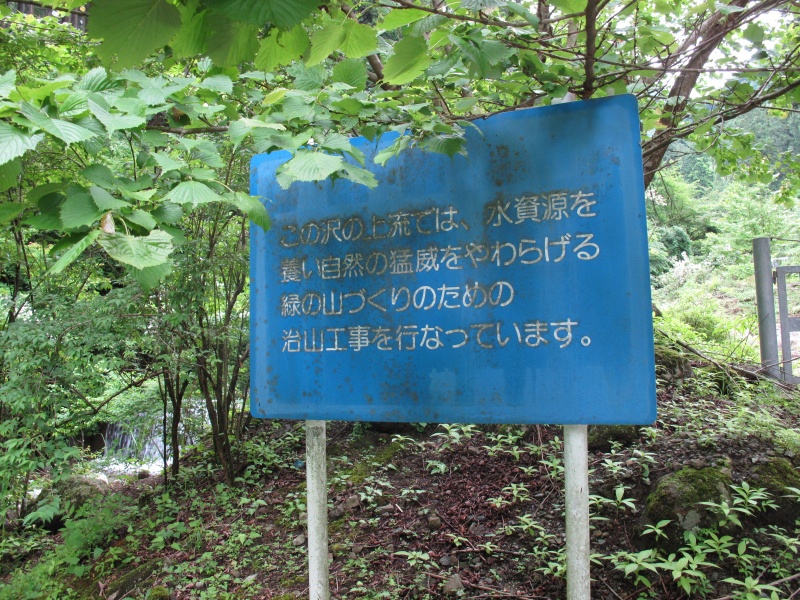 この沢の上流では、水資源を
養い自然の猛威をやわらげる
緑の山づくりのための
治山工事を行なっています。